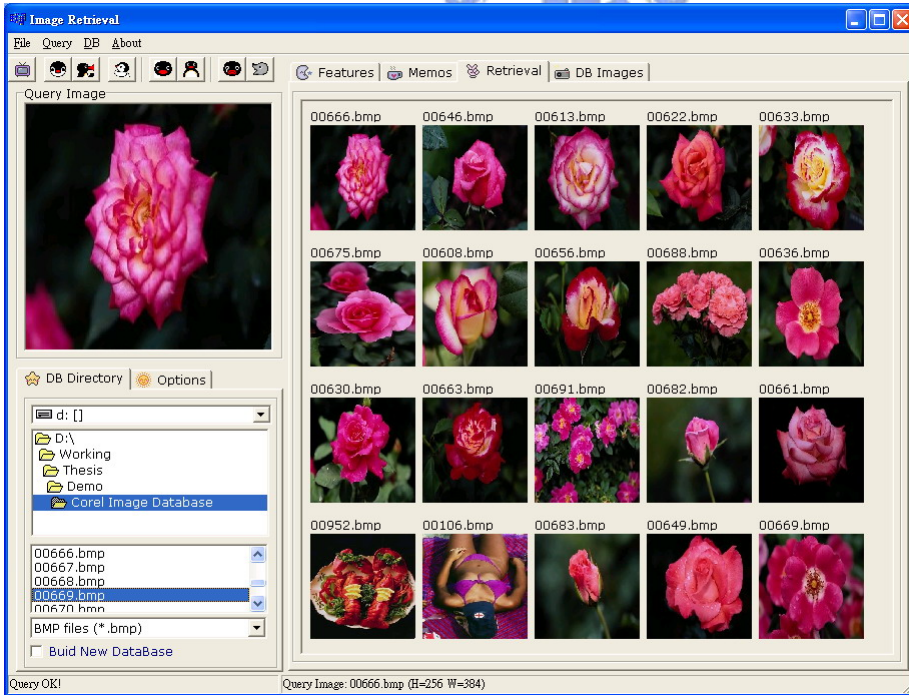 Image Retrieval
File Query DB About
Features Memos Retrieval DB Images
Query Image
00666.bmp 00646.bmp 00613.bmp 00622.bmp 00633.bmp
00675.bmp 00608.bmp 00656.bmp 00688.bmp 00636.bmp
00630.bmp 00663.bmp 00691.bmp 00682.bmp 00661.bmp
00952.bmp 00106.bmp 00683.bmp 00649.bmp 00669.bmp
DB Directory Options
d: []
D:\
Working
Thesis
Demo
Corel Image Database
00666.bmp
00667.bmp
00668.bmp
00669.bmp
00670.bmp
BMP files (*.bmp)
Buid New DataBase
Query OK!
Query Image: 00666.bmp (H=256 W=384)